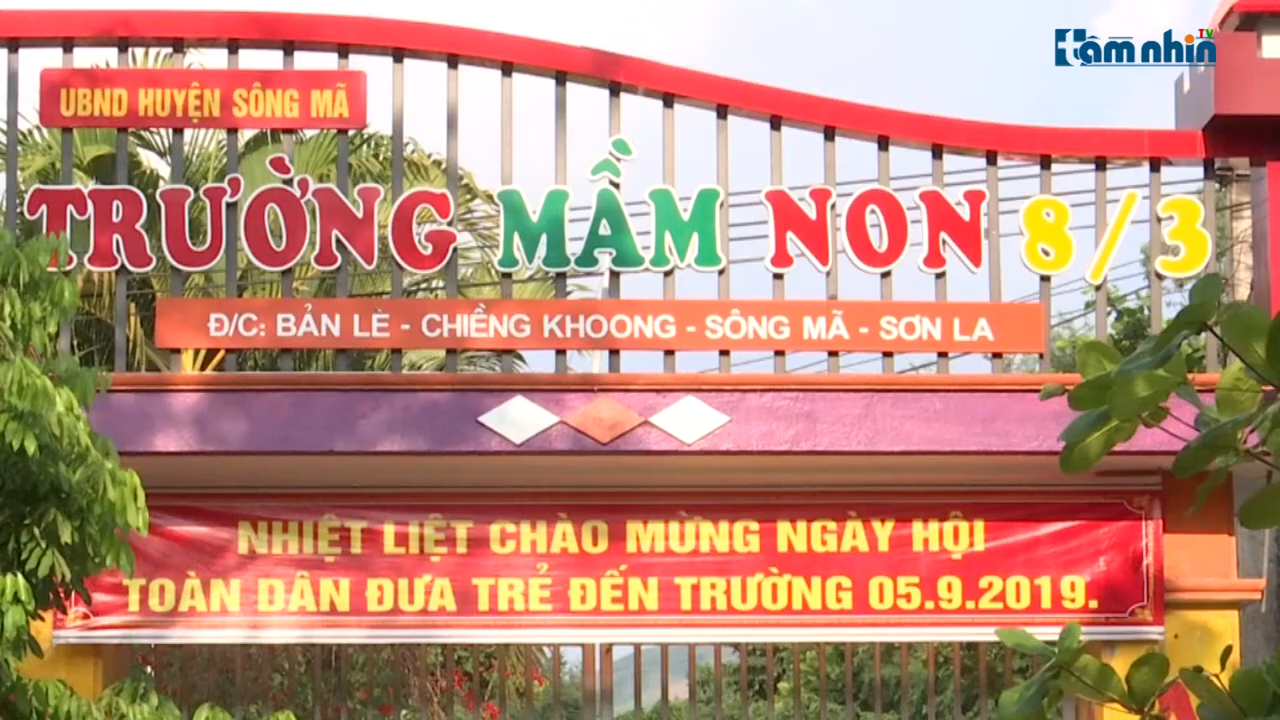 tâm nhìn TV
UBND HUYỆN SÔNG MÃ
TRƯỜNG MẦM NON 8/3
Đ/C: BẢN LÈ - CHIỀNG KHOONG - SÔNG MÃ - SƠN LA
NHIỆT LIỆT CHÀO MỪNG NGÀY HỘI
TOÀN DÂN ĐƯA TRẺ ĐẾN TRƯỜNG 05.9.2019.